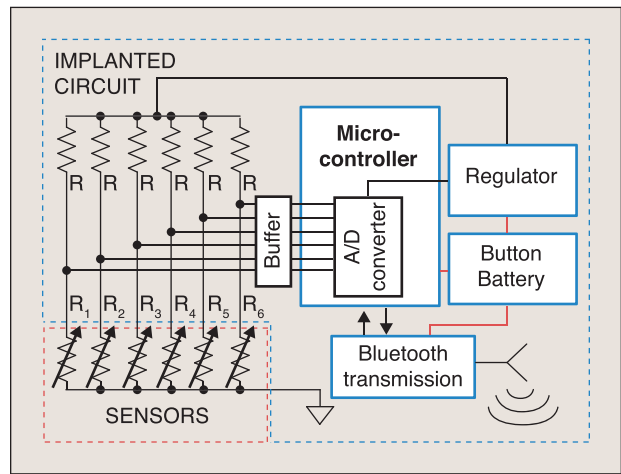 IMPLANTED
CIRCUIT
R R R R R R
R1 R2 R3 R4 R5 R6
SENSORS
Buffer
Micro-
controller
A/D
converter
Regulator
Button
Battery
Bluetooth
transmission